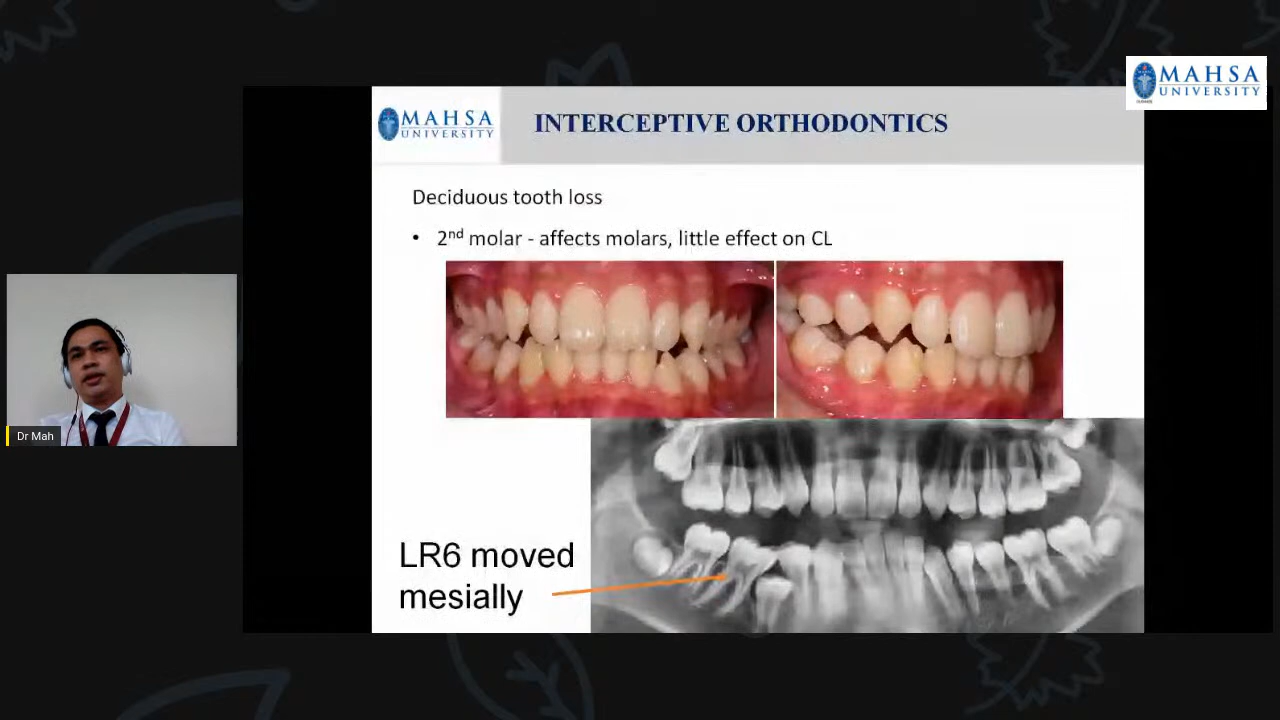 MAHSA
UNIVERSITY
MAHSA
UNIVERSITY
INTERCEPTIVE ORTHODONTICS
Deciduous tooth loss
• 2nd molar - affects molars, little effect on CL
LR6 moved
mesially
Dr Mah